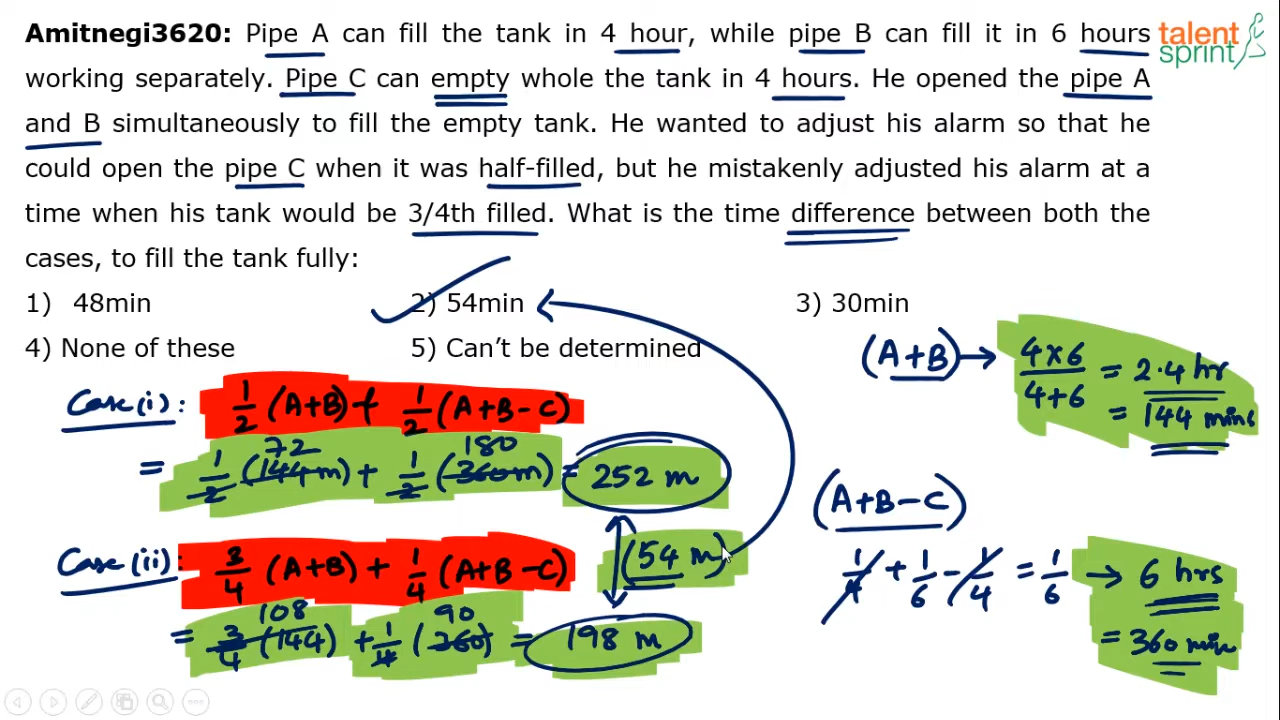 Amitnegi3620: Pipe A can fill the tank in 4 hour, while pipe B can fill it in 6 hours
talent
sprint
working separately. Pipe C can empty whole the tank in 4 hours. He opened the pipe A
and B simultaneously to fill the empty tank. He wanted to adjust his alarm so that he
could open the pipe C when it was half-filled, but he mistakenly adjusted his alarm at a
time when his tank would be 3/4th filled. What is the time difference between both the
cases, to fill the tank fully:
1) 48min 2) 54min 3) 30min
4) None of these 5) Can't be determined
(A+B) → 4×6/4+6 = 2.4 hr
= 144 mins
Case(i): 1/2 (A+B) + 1/2 (A+B-C)
72 180
= 1/2 (144m) + 1/2 (360m) = 252 m
(A+B-C)
(54 m)
Case(ii): 3/4 (A+B) + 1/4 (A+B-C)
1/4 + 1/6 - 1/4 = 1/6 → 6 hrs
= 360 min
108 90
= 3/4 (144) + 1/4 (360) = 198 m